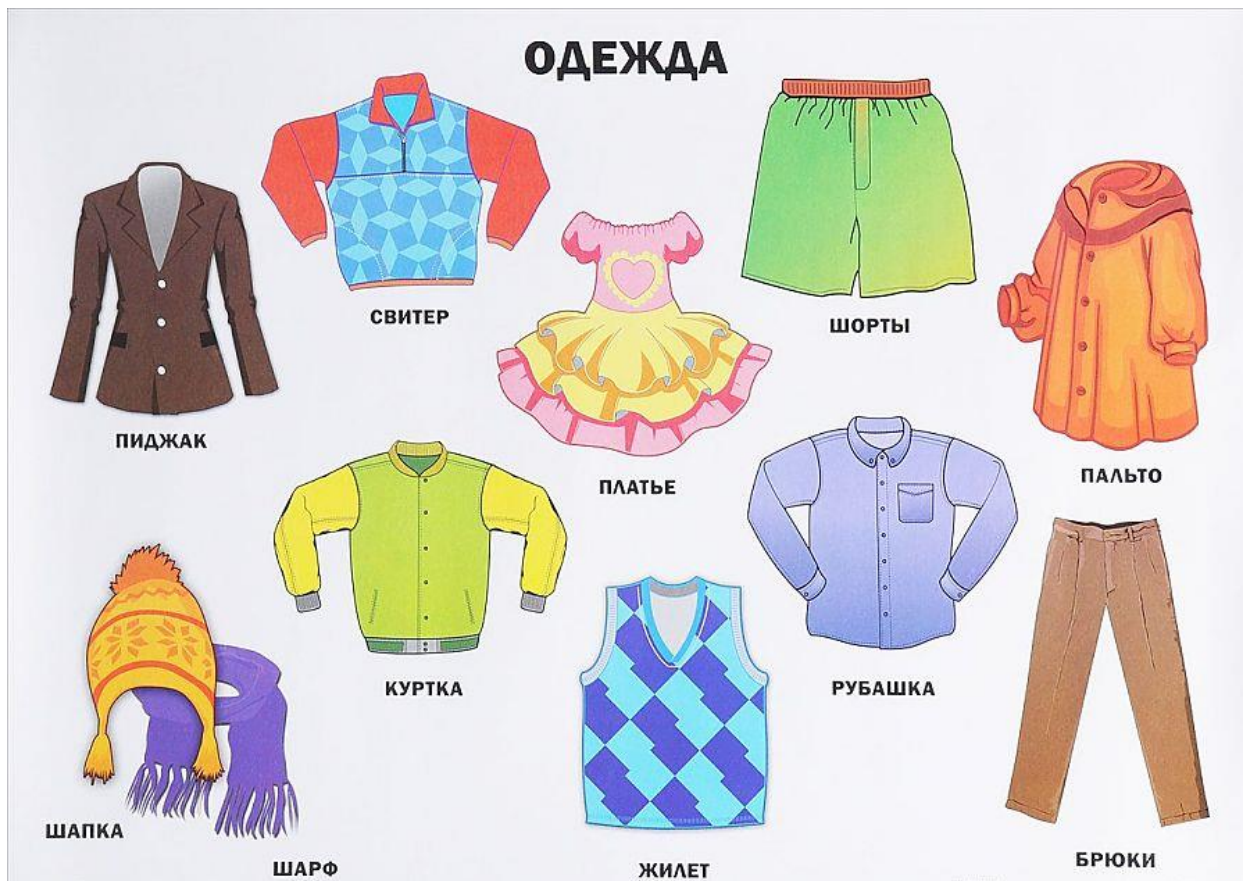 ОДЕЖДА
СВИТЕР
ШОРТЫ
ПИДЖАК
ПЛАТЬЕ
ПАЛЬТО
КУРТКА
РУБАШКА
ШАПКА
ШАРФ
ЖИЛЕТ
БРЮКИ